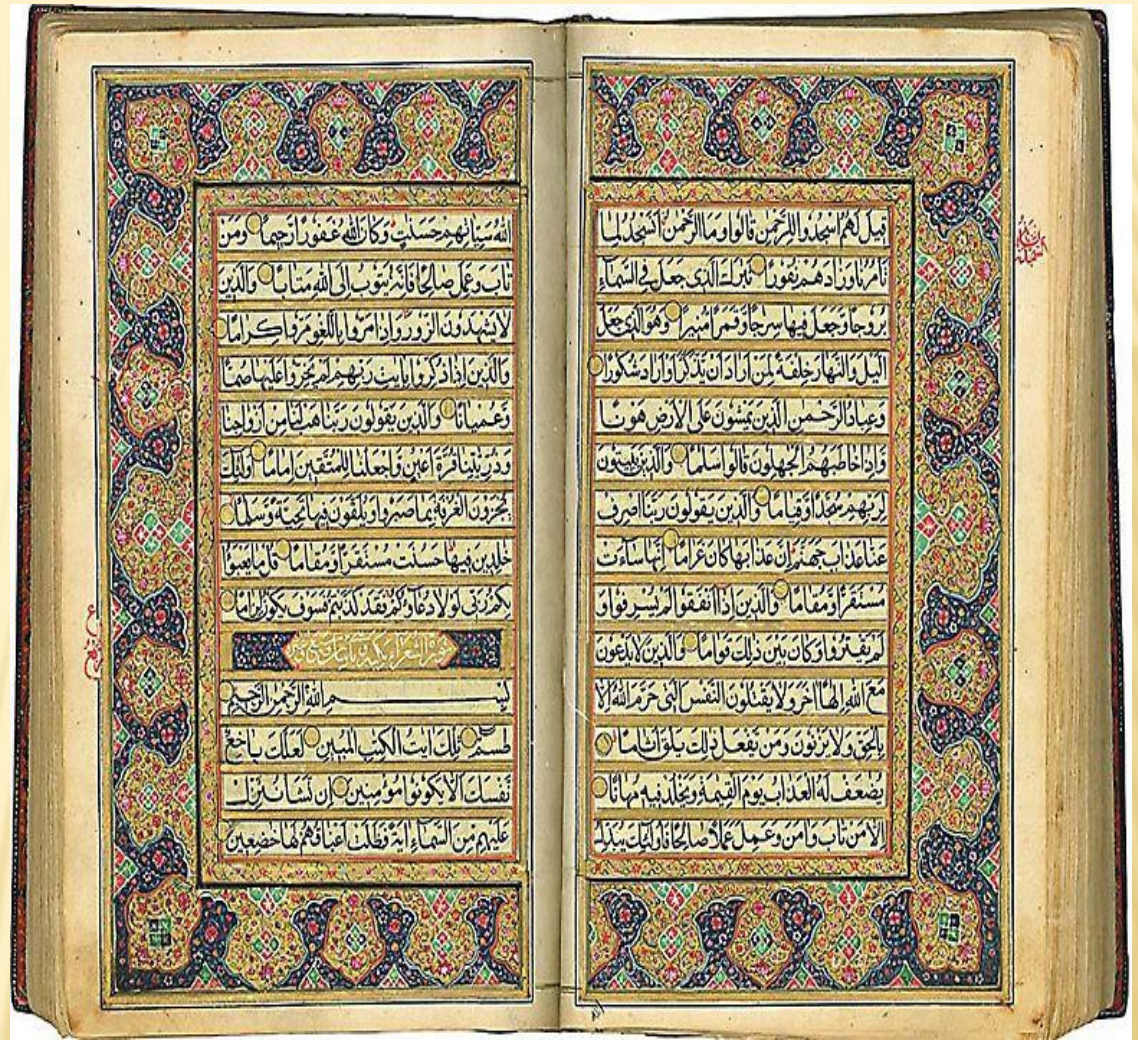 قيل لهم اسجدوا للرحمن قالوا وما الرحمن انسجد لما
تأمرنا وزادهم نفورا تبرك الذى جعل فى السماء
بروجا وجعل فيها سرجا وقمرا منيرا وهو الذى جعل
اليل والنهار خلفة لمن اراد ان يذكر او اراد شكورا
وعباد الرحمن الذين يمشون على الارض هونا
واذا خاطبهم الجهلون قالوا سلما والذين يبيتون
لربهم سجدا وقياما والذين يقولون ربنا اصرف
عنا عذاب جهنم ان عذابها كان غراما انها ساءت
مستقرا ومقاما والذين اذا انفقوا لم يسرفوا و
لم يقتروا وكان بين ذلك قواما والذين لا يدعون
مع الله الها اخر ولا يقتلون النفس التى حرم الله الا
بالحق ولا يزنون ومن يفعل ذلك يلق اثاما
يضعف له العذاب يوم القيمة ويخلد فيه مهانا
الا من تاب وامن وعمل عملا صالحا فاولئك يبدل
الله سياتهم حسنت وكان الله غفورا رحيما ومن
تاب وعمل صالحا فانه يتوب الى الله متابا والذين
لا يشهدون الزور واذا مروا باللغو مروا كراما
والذين اذا ذكروا بايت ربهم لم يخروا عليها صما
وعميانا والذين يقولون ربنا هب لنا من ازواجنا
وذريتنا قرة اعين واجعلنا للمتقين اماما اولئك
يجزون الغرفة بما صبروا ويلقون فيها تحية وسلما
خلدين فيها حسنت مستقرا ومقاما قل ما يعبؤا
بكم ربى لولا دعاؤكم فقد كذبتم فسوف يكون لزاما
بسم الله الرحمن الرحيم
طسم تلك ايت الكتب المبين لعلك باخع
نفسك الا يكونوا مؤمنين ان نشا ننزل
عليهم من السماء اية فظلت اعناقهم لها خضعين